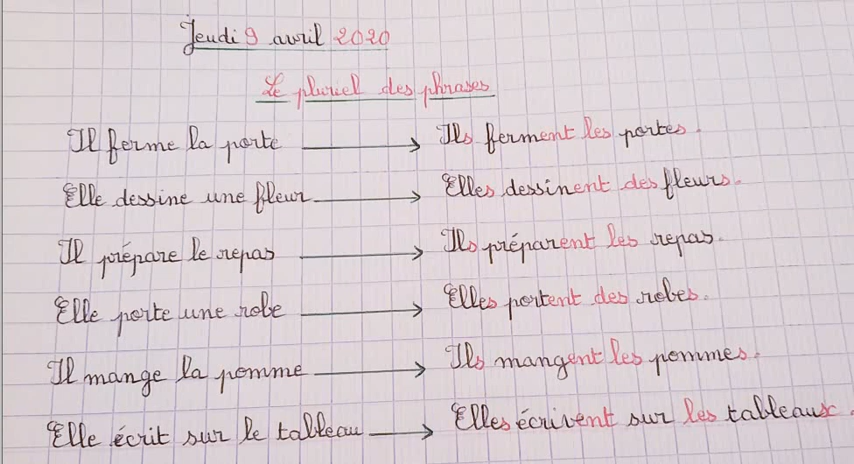 Jeudi 9 avril 2020
Le pluriel des phrases
Il ferme la porte → Ils ferment les portes.
Elle dessine une fleur → Elles dessinent des fleurs.
Il prépare le repas → Ils préparent les repas.
Elle porte une robe → Elles portent des robes.
Il mange la pomme → Ils mangent les pommes.
Elle écrit sur le tableau → Elles écrivent sur les tableaux.